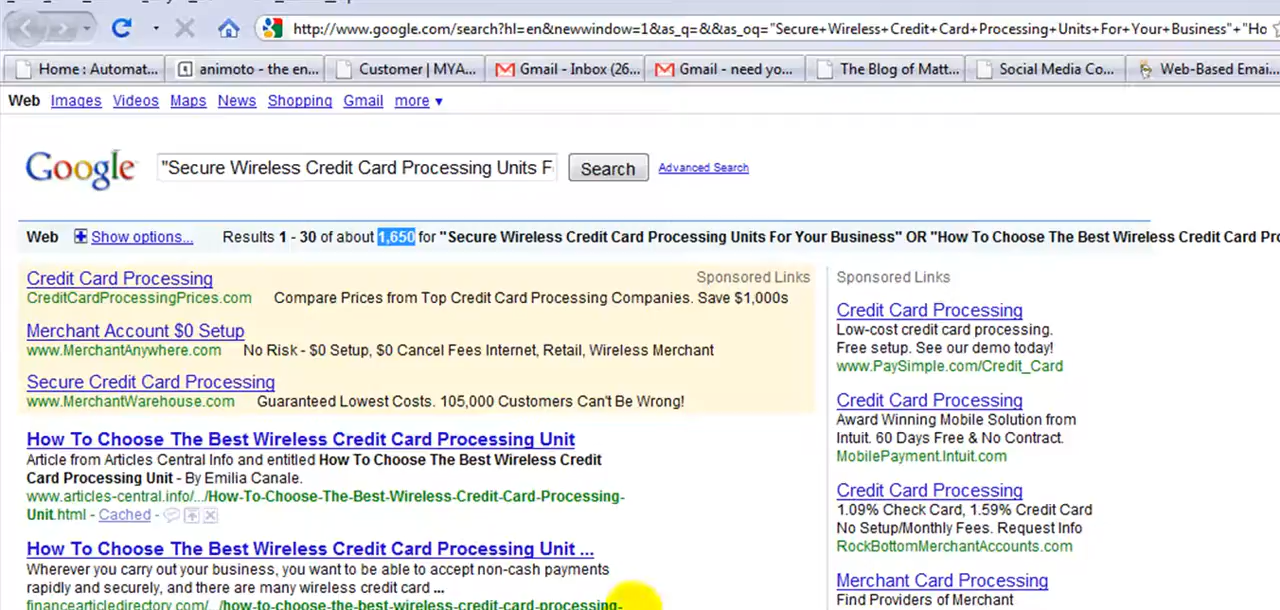 http://www.google.com/search?hl=en&newwindow=1&as_q=&&as_oq="Secure+Wireless+Credit+Card+Processing+Units+For+Your+Business"+"Ho
Home : Automat... animoto - the en... Customer | MYA... Gmail - Inbox (26... Gmail - need yo... The Blog of Matt... Social Media Co... Web-Based Emai...
Web Images Videos Maps News Shopping Gmail more ▼
Google "Secure Wireless Credit Card Processing Units F Search Advanced Search
Web Show options... Results 1 - 30 of about 1,650 for "Secure Wireless Credit Card Processing Units For Your Business" OR "How To Choose The Best Wireless Credit Card Pro
Sponsored Links
Credit Card Processing
CreditCardProcessingPrices.com Compare Prices from Top Credit Card Processing Companies. Save $1,000s
Merchant Account $0 Setup
www.MerchantAnywhere.com No Risk - $0 Setup, $0 Cancel Fees Internet, Retail, Wireless Merchant
Secure Credit Card Processing
www.MerchantWarehouse.com Guaranteed Lowest Costs. 105,000 Customers Can't Be Wrong!
How To Choose The Best Wireless Credit Card Processing Unit
Article from Articles Central Info and entitled How To Choose The Best Wireless Credit
Card Processing Unit - By Emilia Canale.
www.articles-central.info/.../How-To-Choose-The-Best-Wireless-Credit-Card-Processing-
Unit.html - Cached -
How To Choose The Best Wireless Credit Card Processing Unit ...
Wherever you carry out your business, you want to be able to accept non-cash payments
rapidly and securely, and there are many wireless credit card ...
financearticledirectory.com/.../how-to-choose-the-best-wireless-credit-card-processing-
Sponsored Links
Credit Card Processing
Low-cost credit card processing.
Free setup. See our demo today!
www.PaySimple.com/Credit_Card
Credit Card Processing
Award Winning Mobile Solution from
Intuit. 60 Days Free & No Contract.
MobilePayment.Intuit.com
Credit Card Processing
1.09% Check Card, 1.59% Credit Card
No Setup/Monthly Fees. Request Info
RockBottomMerchantAccounts.com
Merchant Card Processing
Find Providers of Merchant